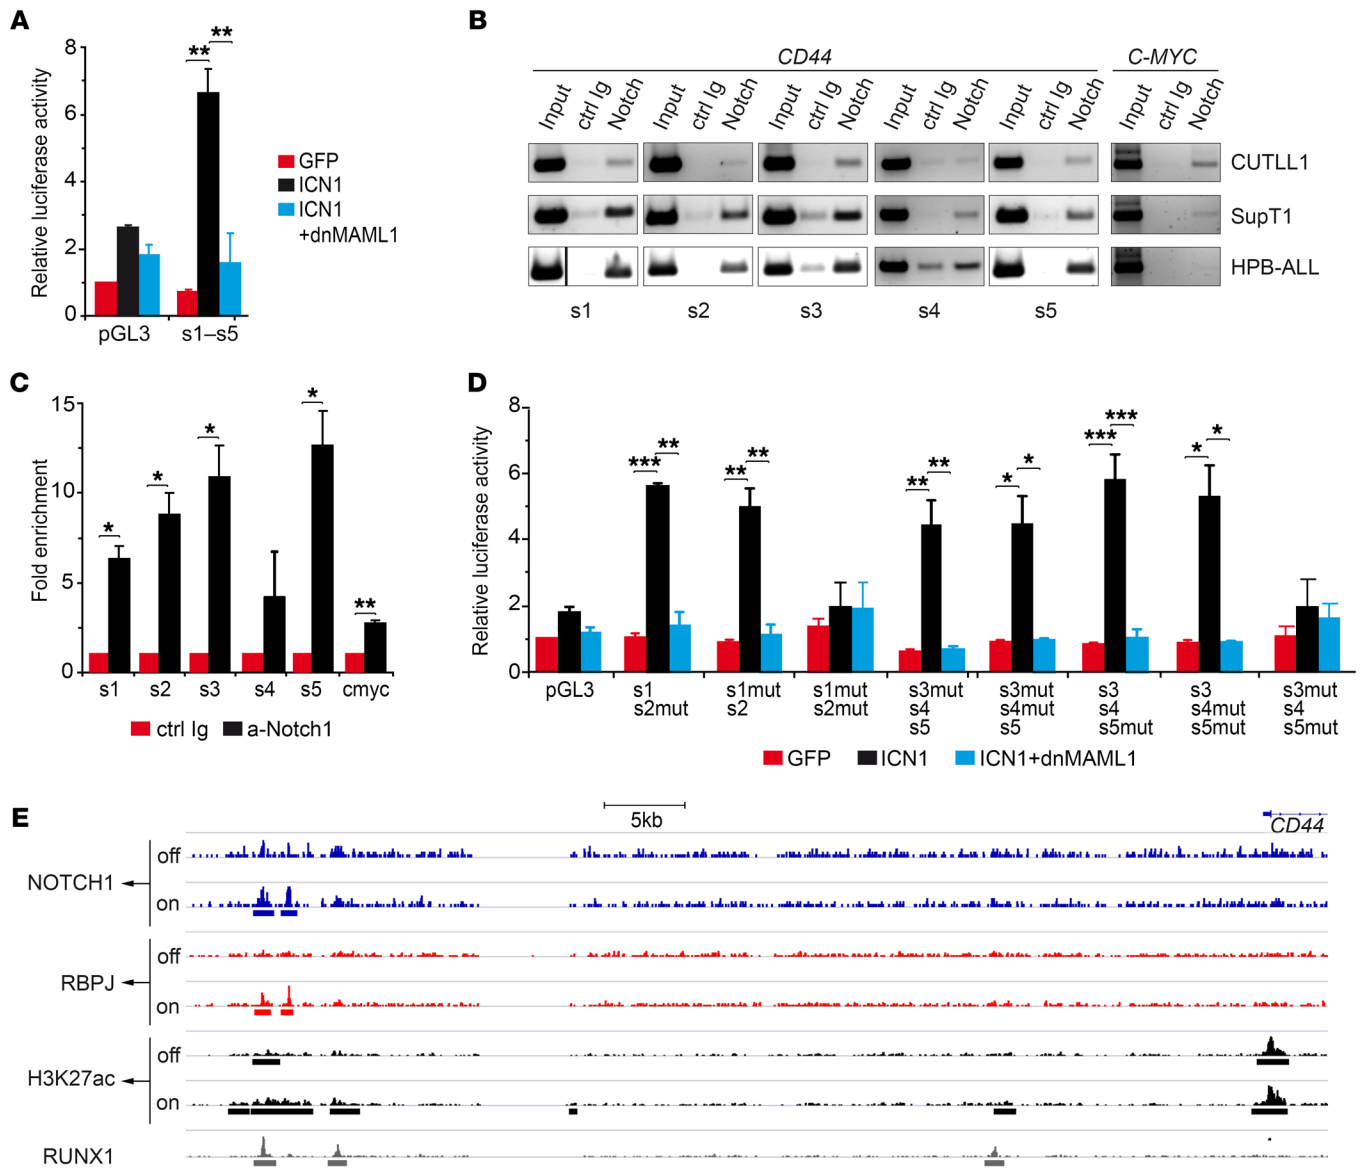 A
8
6
4
2
0
Relative luciferase activity
** **
pGL3 s1–s5
GFP
ICN1
ICN1
+dnMAML1
B
CD44 C-MYC
Input ctrl Ig Notch Input ctrl Ig Notch Input ctrl Ig Notch Input ctrl Ig Notch Input ctrl Ig Notch Input ctrl Ig Notch
CUTLL1
SupT1
HPB-ALL
s1 s2 s3 s4 s5
C
15
10
5
0
Fold enrichment
* * * * **
s1 s2 s3 s4 s5 cmyc
ctrl Ig a-Notch1
D
8
6
4
2
0
Relative luciferase activity
*** ** ** ** ** ** * * *** *** * *
pGL3 s1 s1mut s1mut s3mut s3mut s3 s3 s3mut
s2mut s2 s2mut s4 s4mut s4 s4mut s4
s5 s5 s5mut s5mut s5mut
GFP ICN1 ICN1+dnMAML1
E
5kb
CD44
NOTCH1
off
on
RBPJ
off
on
H3K27ac
off
on
RUNX1